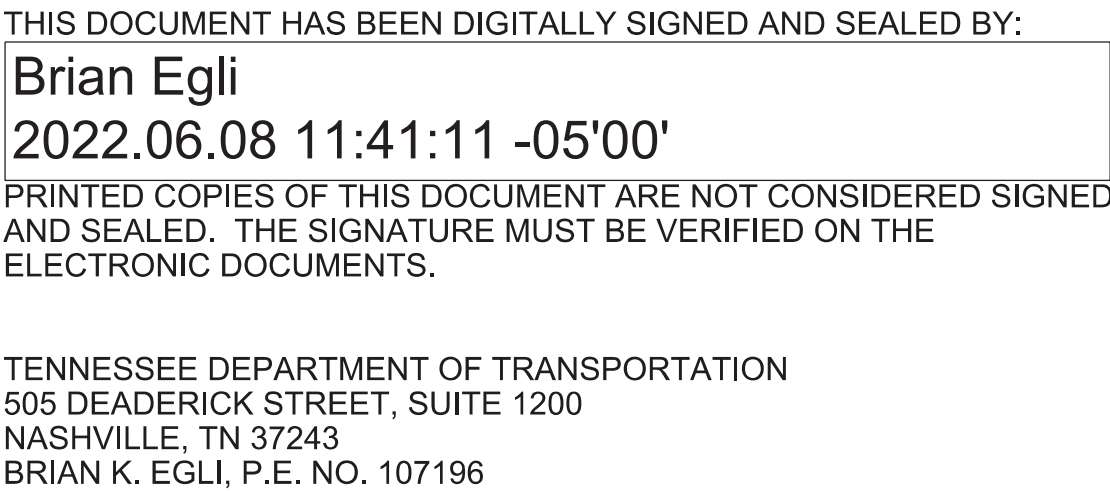 THIS DOCUMENT HAS BEEN DIGITALLY SIGNED AND SEALED BY:
Brian Egli
2022.06.08 11:41:11 -05'00'
PRINTED COPIES OF THIS DOCUMENT ARE NOT CONSIDERED SIGNED
AND SEALED.  THE SIGNATURE MUST BE VERIFIED ON THE
ELECTRONIC DOCUMENTS.
TENNESSEE DEPARTMENT OF TRANSPORTATION
505 DEADERICK STREET, SUITE 1200
NASHVILLE, TN 37243
BRIAN K. EGLI, P.E. NO. 107196